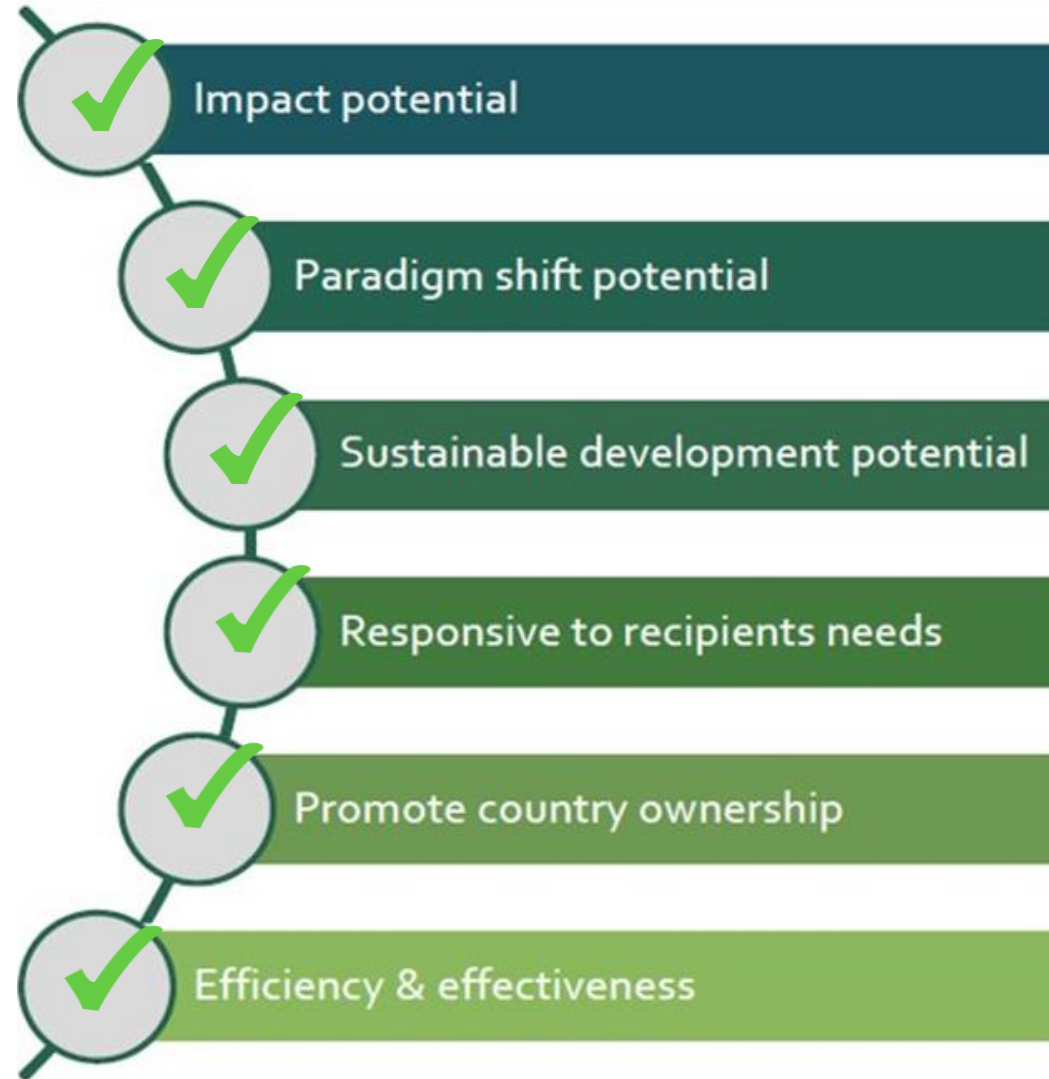 Impact potential
Paradigm shift potential
Sustainable development potential
Responsive to recipients needs
Promote country ownership
Efficiency & effectiveness